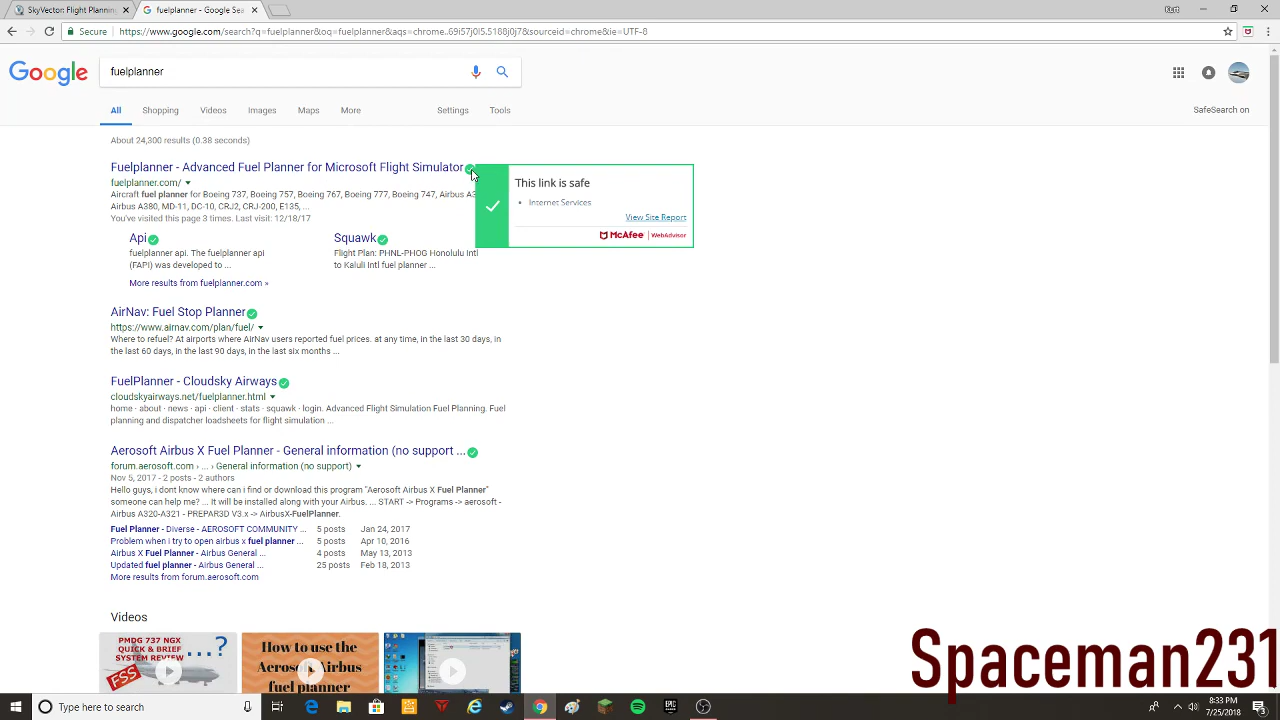 SkyVector: Flight Planning
fuelplanner - Google Sea
Secure
https://www.google.com/search?q=fuelplanner&oq=fuelplanner&aqs=chrome..69i57j0l5.5188j0j7&sourceid=chrome&ie=UTF-8
Google
fuelplanner
All
Shopping
Videos
Images
Maps
More
Settings
Tools
SafeSearch on
About 24,300 results (0.38 seconds)
Fuelplanner - Advanced Fuel Planner for Microsoft Flight Simulator
fuelplanner.com/
Aircraft fuel planner for Boeing 737, Boeing 757, Boeing 767, Boeing 777, Boeing 747, Airbus A3
Airbus A380, MD-11, DC-10, CRJ2, CRJ-200, E135, ...
You've visited this page 3 times. Last visit: 12/18/17
This link is safe
Internet Services
View Site Report
McAfee WebAdvisor
Api
fuelplanner api. The fuelplanner api
(FAPI) was developed to ...
Squawk
Flight Plan: PHNL-PHOG Honolulu Intl
to Kaluli Intl fuel planner ...
More results from fuelplanner.com »
AirNav: Fuel Stop Planner
https://www.airnav.com/plan/fuel/
Where to refuel? At airports where AirNav users reported fuel prices. at any time, in the last 30 days, in
the last 60 days, in the last 90 days, in the last six months ...
FuelPlanner - Cloudsky Airways
cloudskyairways.net/fuelplanner.html
home · about · news · api · client · stats · squawk · login. Advanced Flight Simulation Fuel Planning. Fuel
planning and dispatcher loadsheets for flight simulation ...
Aerosoft Airbus X Fuel Planner - General information (no support ...
forum.aerosoft.com › ... › General information (no support)
Nov 5, 2017 - 2 posts - 2 authors
Hello guys, i dont know where can i find or download this program "Aerosoft Airbus X Fuel Planner"
someone can help me? ... It will be installed along with your Airbus. ... START -> Programs -> aerosoft -
Airbus A320-A321 - PREPAR3D V3.x -> AirbusX-FuelPlanner.
Fuel Planner - Diverse - AEROSOFT COMMUNITY ... 5 posts Jan 24, 2017
Problem when i try to open airbus x fuel planner ... 5 posts Apr 10, 2016
Airbus X Fuel Planner - Airbus General ... 4 posts May 13, 2013
Updated fuel planner - Airbus General ... 25 posts Feb 18, 2013
More results from forum.aerosoft.com
Videos
PMDG 737 NGX
QUICK & BRIEF
SYSTEM REVIEW
...?
FSS
How to use the
Aerosoft Airbus
fuel planner
Spaceman231
Type here to search
EPIC
8:33 PM
7/25/2018